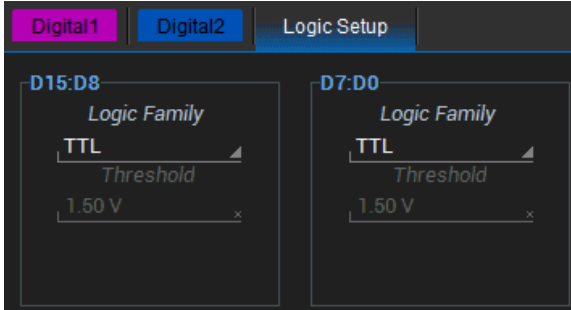 Digital1 Digital2 Logic Setup
D15:D8 D7:D0
Logic Family Logic Family
TTL TTL
Threshold Threshold
1.50 V × 1.50 V ×